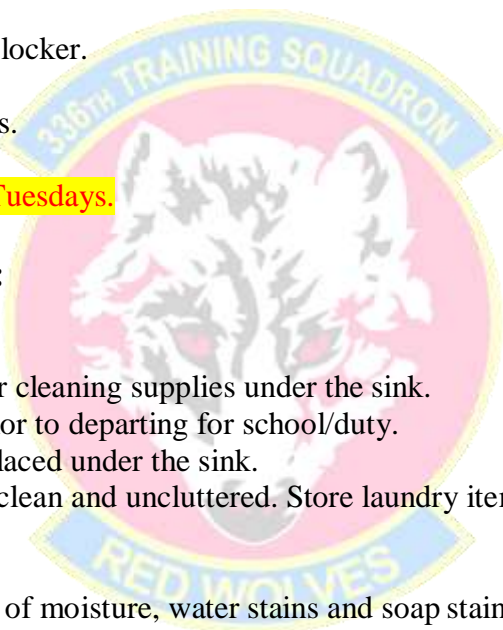 locker.
336TH TRAINING SQUADRON
s.
Tuesdays.
:
r cleaning supplies under the sink.
or to departing for school/duty.
laced under the sink.
clean and uncluttered. Store laundry iter
RED WOLVES
of moisture, water stains and soap stain